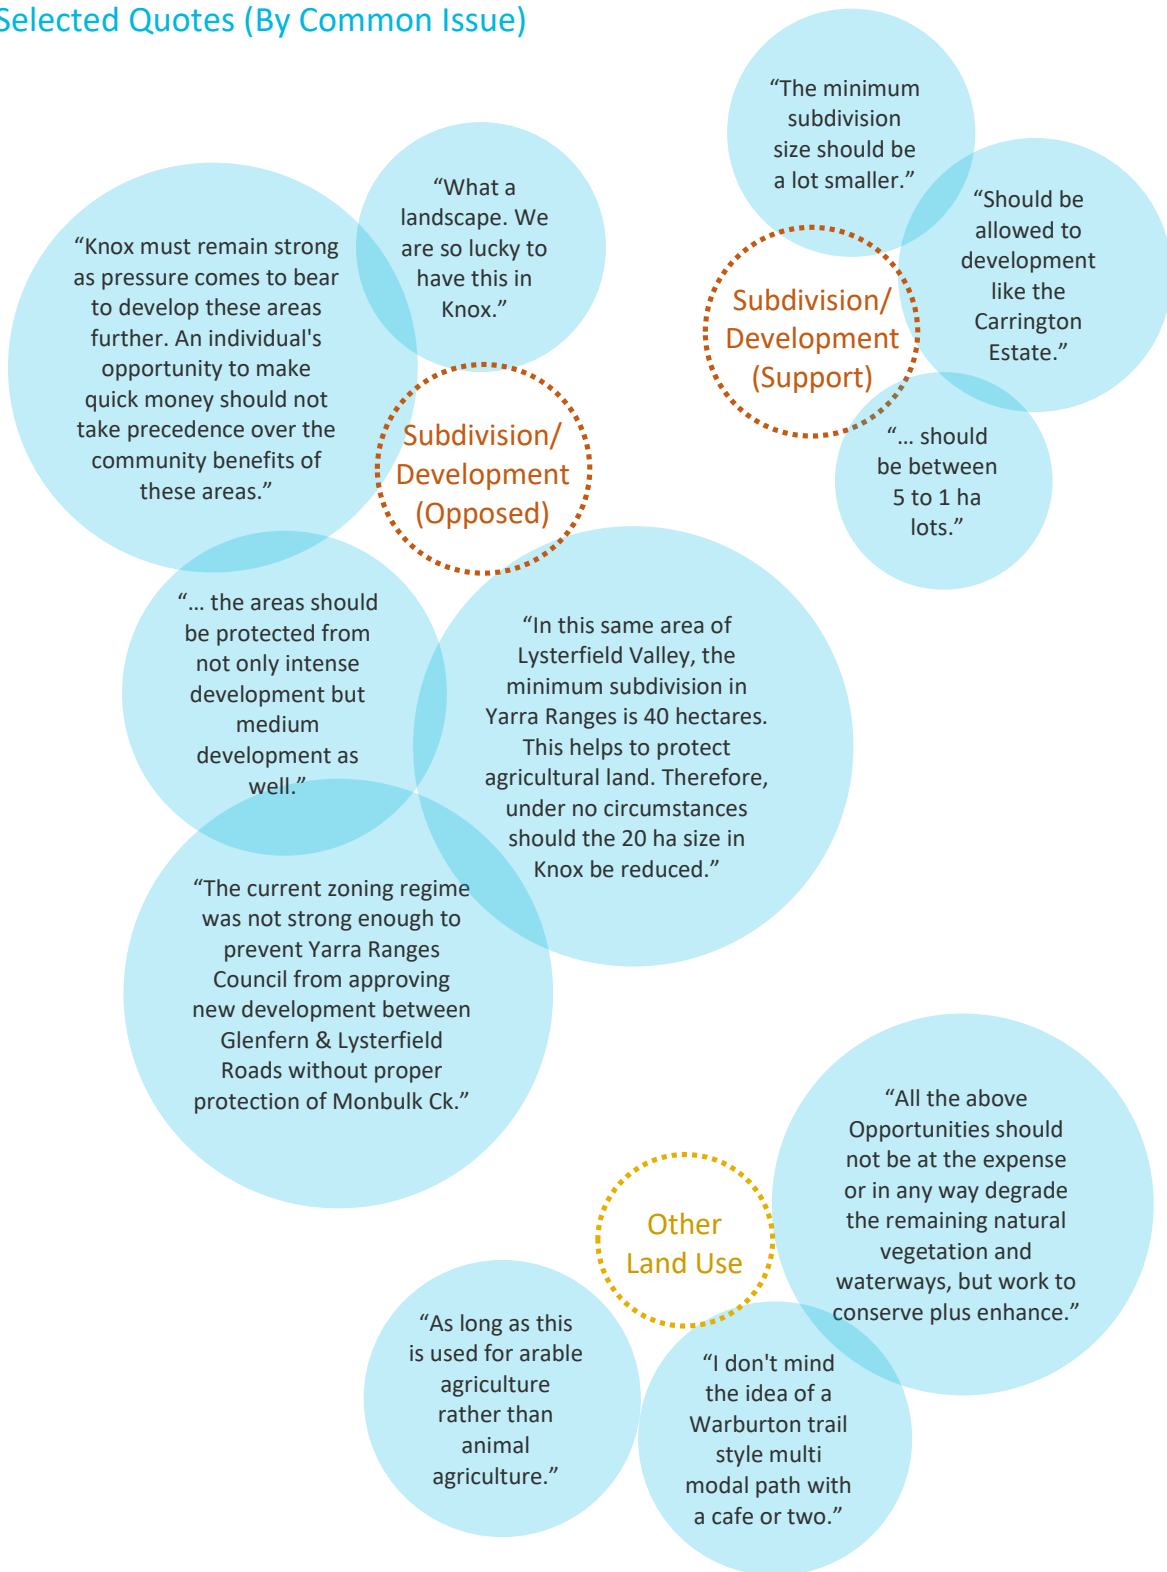 Selected Quotes (By Common Issue)
“Knox must remain strong
as pressure comes to bear
to develop these areas
further. An individual's
opportunity to make
quick money should not
take precedence over the
community benefits of
these areas.”
“What a
landscape. We
are so lucky to
have this in
Knox.”
Subdivision/
Development
(Opposed)
“... the areas should
be protected from
not only intense
development but
medium
development as
well.”
“In this same area of
Lysterfield Valley, the
minimum subdivision in
Yarra Ranges is 40 hectares.
This helps to protect
agricultural land. Therefore,
under no circumstances
should the 20 ha size in
Knox be reduced.”
“The current zoning regime
was not strong enough to
prevent Yarra Ranges
Council from approving
new development between
Glenfern & Lysterfield
Roads without proper
protection of Monbulk Ck.”
“The minimum
subdivision
size should be
a lot smaller.”
“Should be
allowed to
development
like the
Carrington
Estate.”
Subdivision/
Development
(Support)
“... should
be between
5 to 1 ha
lots.”
“All the above
Opportunities should
not be at the expense
or in any way degrade
the remaining natural
vegetation and
waterways, but work to
conserve plus enhance.”
Other
Land Use
“As long as this
is used for arable
agriculture
rather than
animal
agriculture.”
“I don't mind
the idea of a
Warburton trail
style multi
modal path with
a cafe or two.”